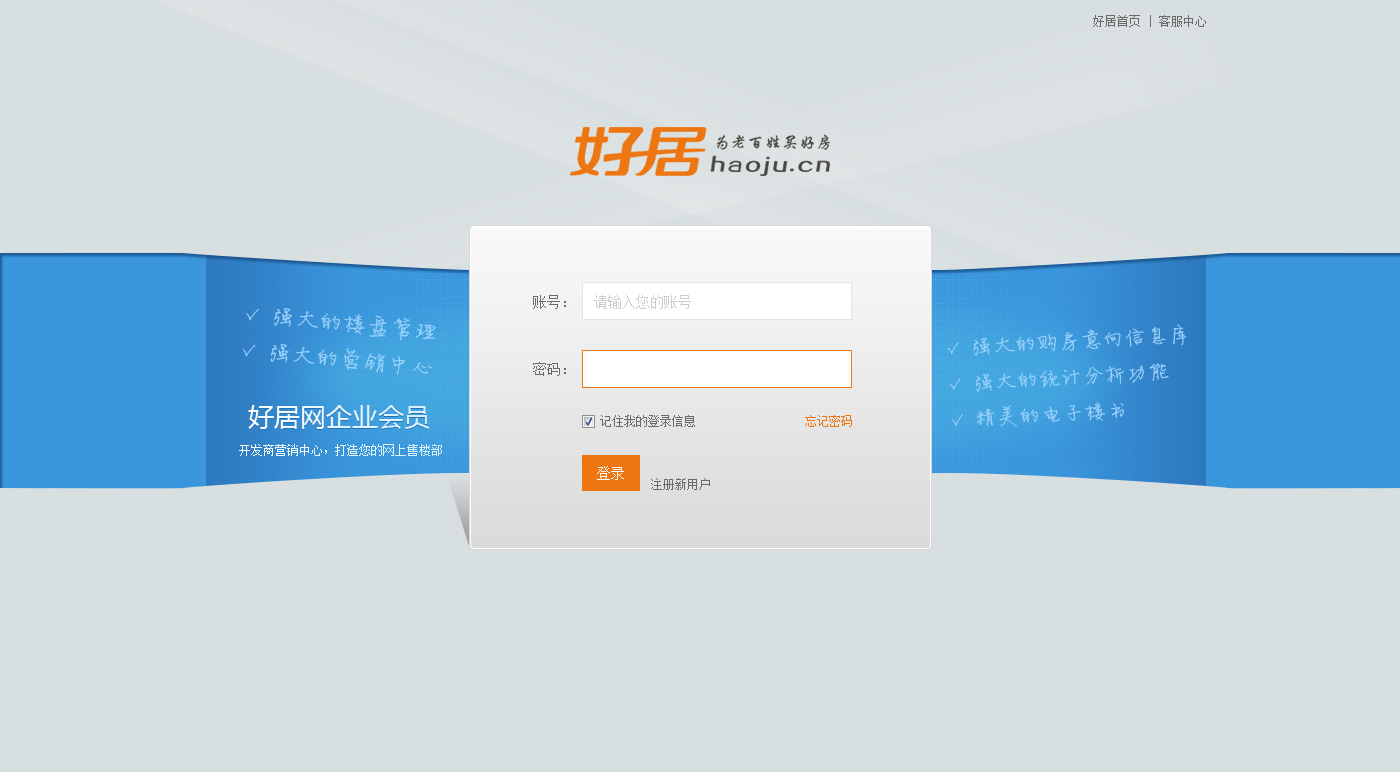 好居首页 | 客服中心
好居 为老百姓买好房
haoju.cn
账号： 请输入您的账号
密码：
记住我的登录信息 忘记密码
登录 注册新用户
✓ 强大的楼盘管理
✓ 强大的营销中心
好居网企业会员
开发商营销中心，打造您的网上售楼部
✓ 强大的购房意向信息库
✓ 强大的统计分析功能
✓ 精美的电子楼书